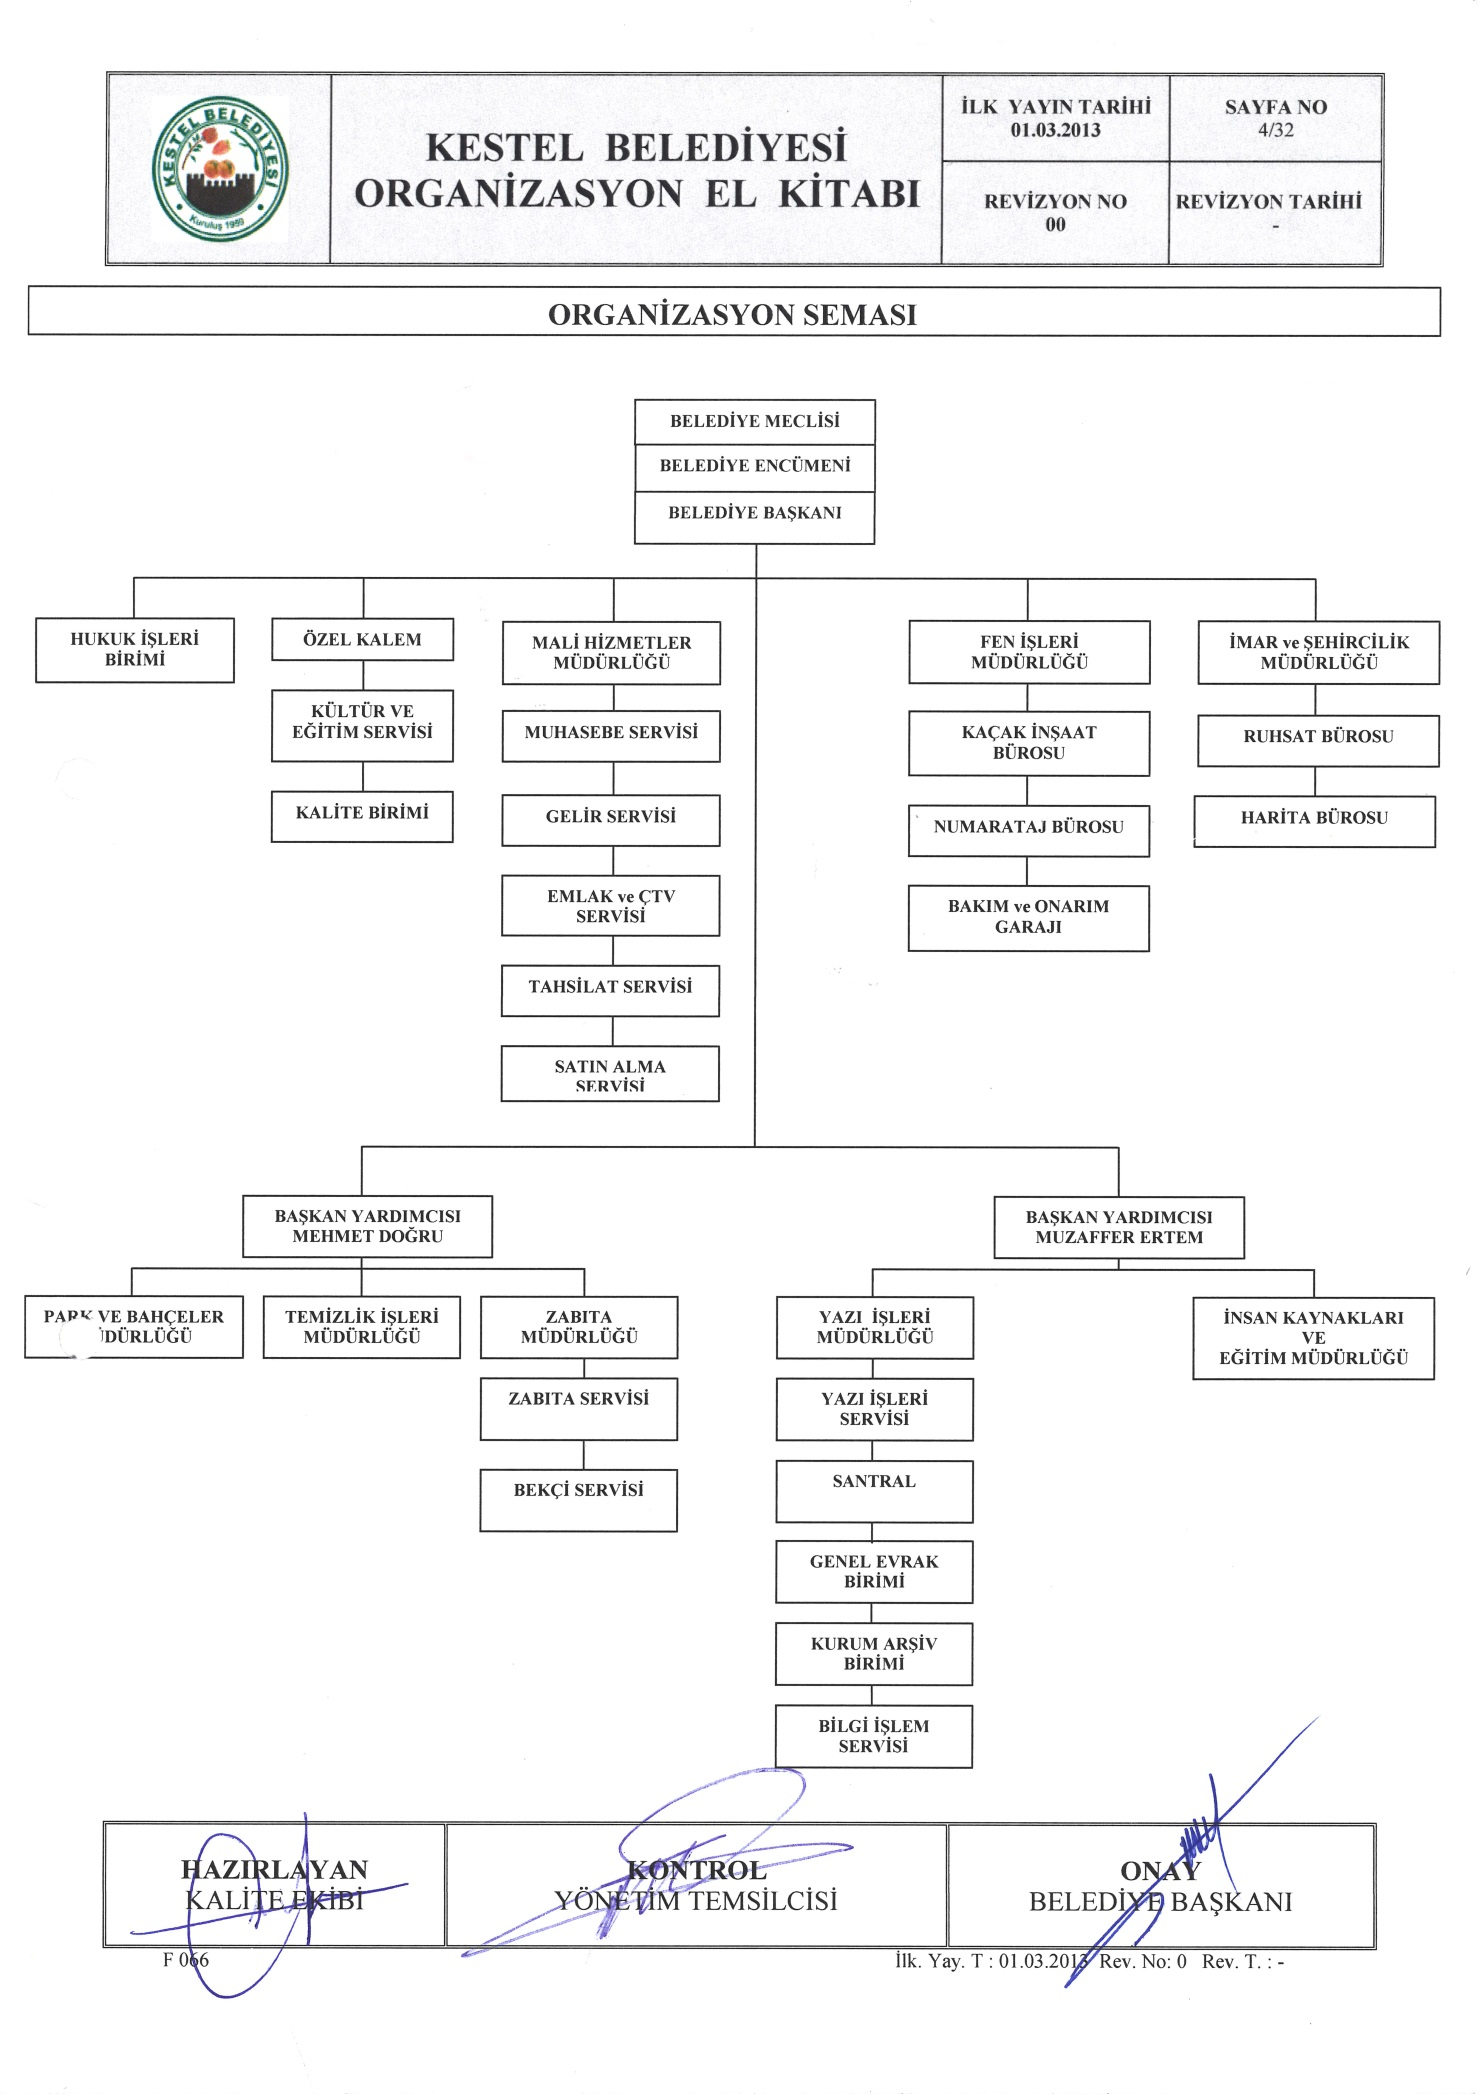 KESTEL BELEDİYESİ
Kuruluş 1959
KESTEL BELEDİYESİ
ORGANİZASYON EL KİTABI
İLK YAYIN TARİHİ
01.03.2013
SAYFA NO
4/32
REVİZYON NO
00
REVİZYON TARİHİ
-
ORGANİZASYON SEMASI
BELEDİYE MECLİSİ
BELEDİYE ENCÜMENİ
BELEDİYE BAŞKANI
HUKUK İŞLERİ
BİRİMİ
ÖZEL KALEM
KÜLTÜR VE
EĞİTİM SERVİSİ
KALİTE BİRİMİ
MALİ HİZMETLER
MÜDÜRLÜĞÜ
MUHASEBE SERVİSİ
GELİR SERVİSİ
EMLAK ve ÇTV
SERVİSİ
TAHSİLAT SERVİSİ
SATIN ALMA
SERVİSİ
FEN İŞLERİ
MÜDÜRLÜĞÜ
KAÇAK İNŞAAT
BÜROSU
NUMARATAJ BÜROSU
BAKIM ve ONARIM
GARAJI
İMAR ve ŞEHİRCİLİK
MÜDÜRLÜĞÜ
RUHSAT BÜROSU
HARİTA BÜROSU
BAŞKAN YARDIMCISI
MEHMET DOĞRU
PARK VE BAHÇELER
TEMİZLİK İŞLERİ
MÜDÜRLÜĞÜ
ZABITA
MÜDÜRLÜĞÜ
ZABITA SERVİSİ
BEKÇİ SERVİSİ
BAŞKAN YARDIMCISI
MUZAFFER ERTEM
YAZI İŞLERİ
MÜDÜRLÜĞÜ
YAZI İŞLERİ
SERVİSİ
SANTRAL
GENEL EVRAK
BİRİMİ
KURUM ARŞİV
BİRİMİ
BİLGİ İŞLEM
SERVİSİ
İNSAN KAYNAKLARI
VE
EĞİTİM MÜDÜRLÜĞÜ
HAZIRLAYAN
KALİTE EKİBİ
KONTROL
YÖNETİM TEMSİLCİSİ
ONAY
BELEDİYE BAŞKANI
F 066
İlk. Yay. T : 01.03.2013 Rev. No: 0 Rev. T. : -